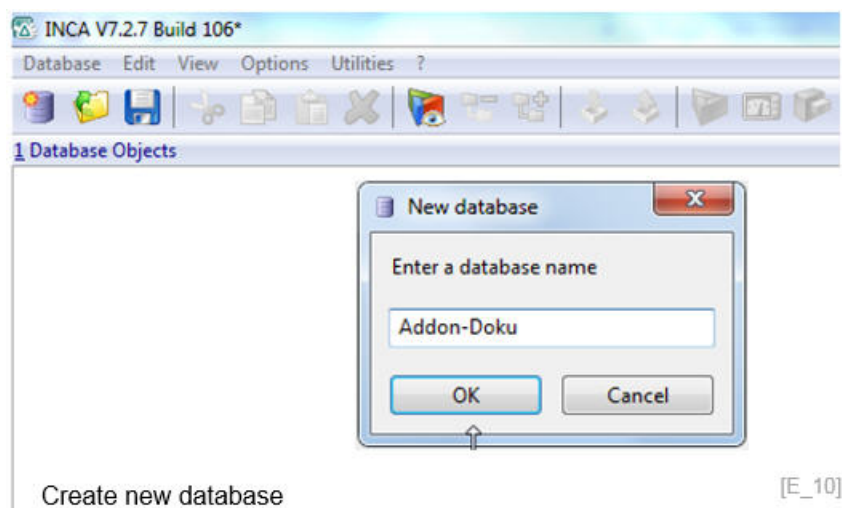 INCA V7.2.7 Build 106*
Database Edit View Options Utilities ?
1 Database Objects
New database
Enter a database name
Addon-Doku
OK Cancel
Create new database
[E_10]